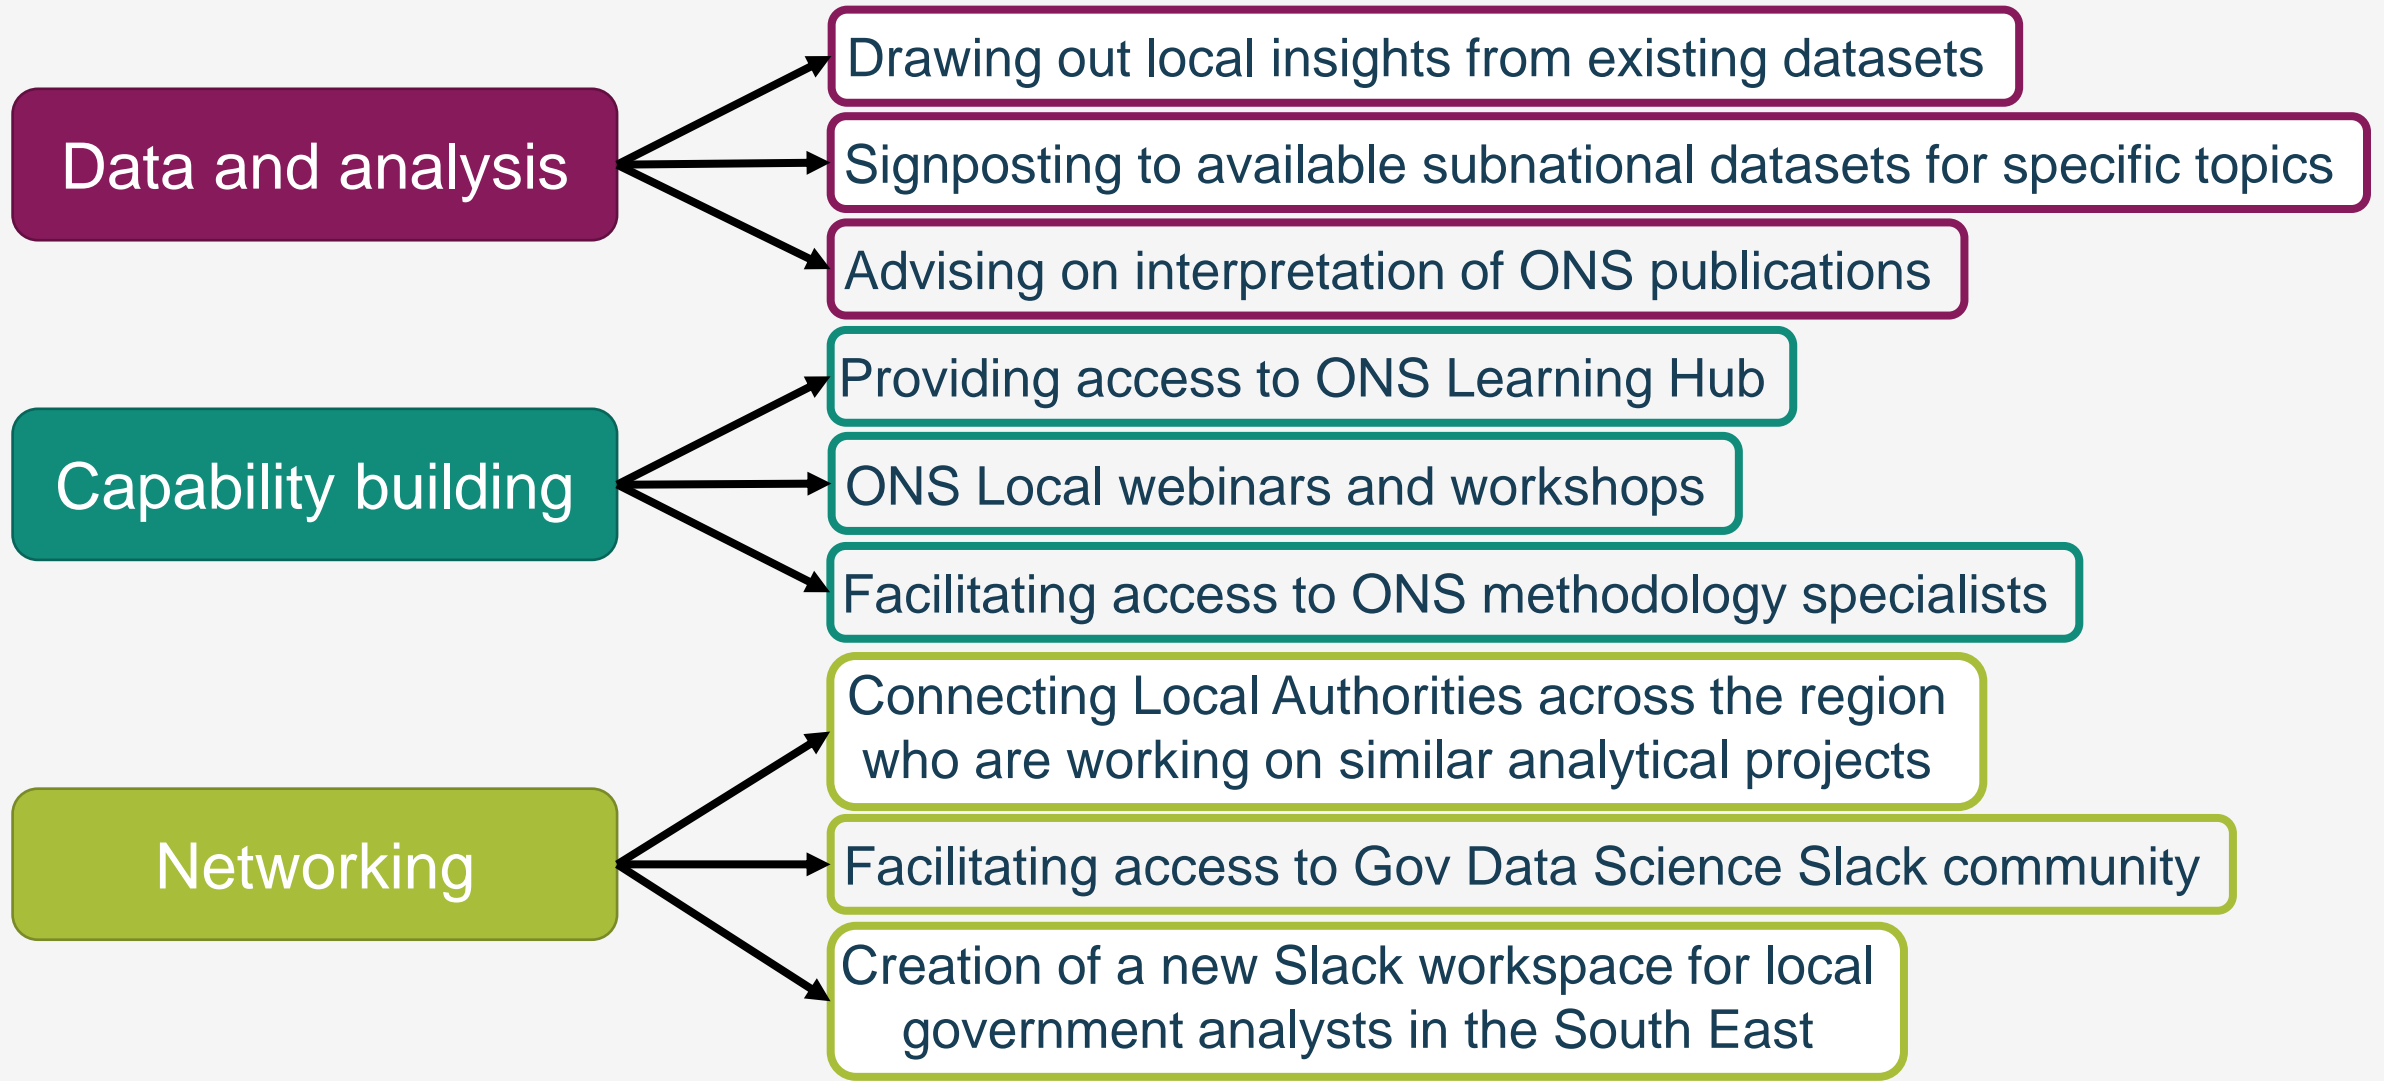 Data and analysis
Drawing out local insights from existing datasets
Signposting to available subnational datasets for specific topics
Advising on interpretation of ONS publications
Capability building
Providing access to ONS Learning Hub
ONS Local webinars and workshops
Facilitating access to ONS methodology specialists
Networking
Connecting Local Authorities across the region
who are working on similar analytical projects
Facilitating access to Gov Data Science Slack community
Creation of a new Slack workspace for local
government analysts in the South East